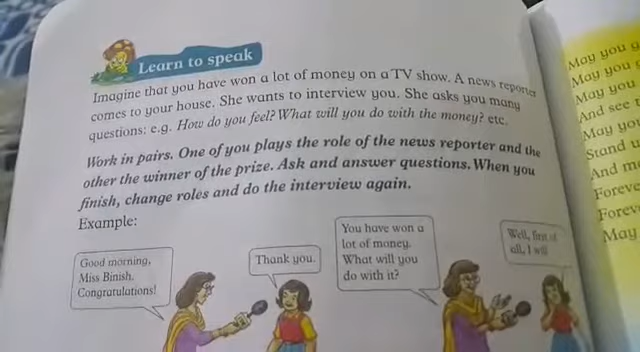 Learn to speak
Imagine that you have won a lot of money on a TV show. A news reporter
comes to your house. She wants to interview you. She asks you many
questions: e.g. How do you feel? What will you do with the money? etc.
Work in pairs. One of you plays the role of the news reporter and the
other the winner of the prize. Ask and answer questions. When you
finish, change roles and do the interview again.
Example:
Good morning,
Miss Binish.
Congratulations!
Thank you.
You have won a
lot of money.
What will you
do with it?
Well, first of
all, I will
May you
May you
May you
And see
May you
Stand
And
May